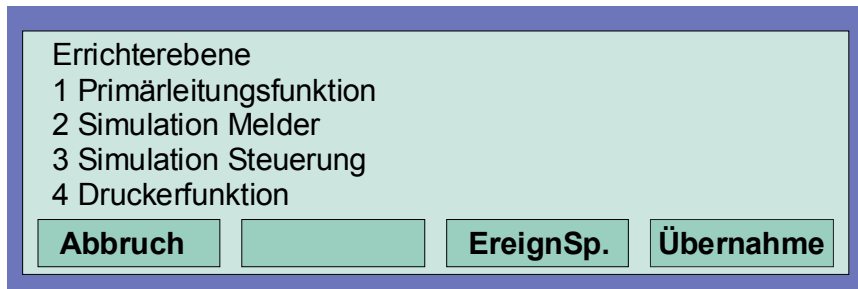 Errichterebene
1 Primärleitungsfunktion
2 Simulation Melder
3 Simulation Steuerung
4 Druckerfunktion
Abbruch EreignSp. Übernahme